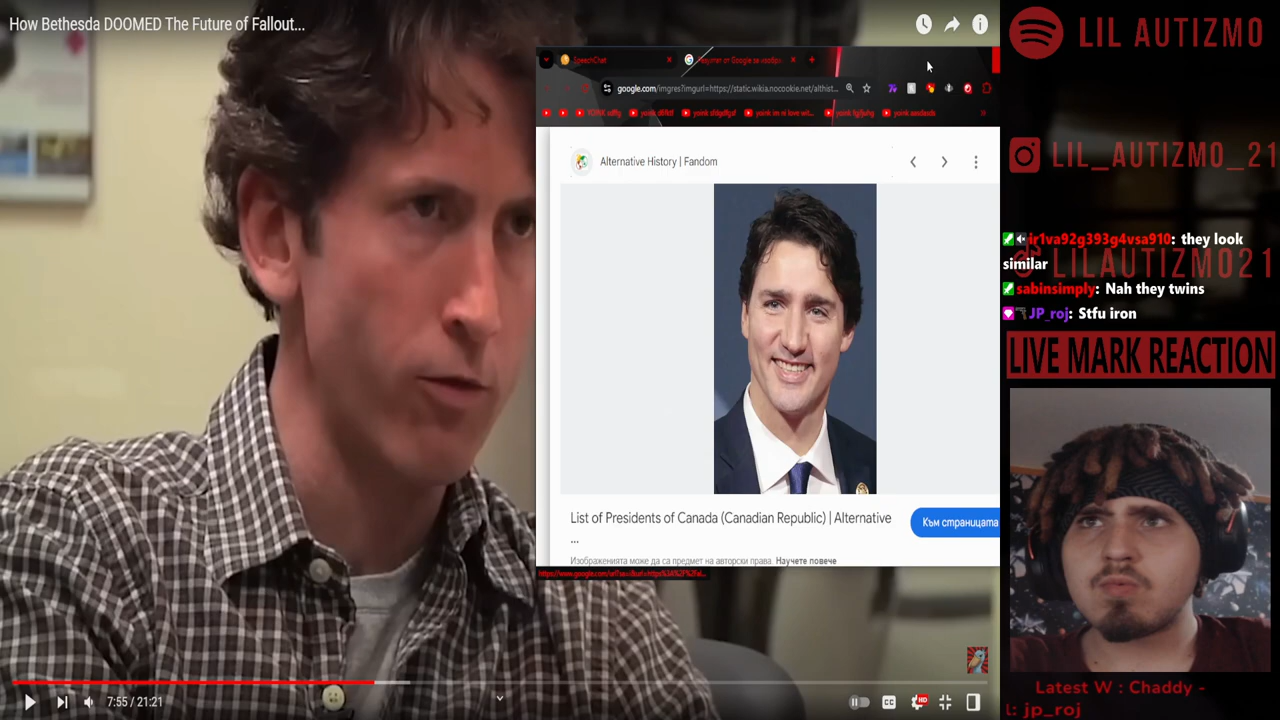 How Bethesda DOOMED The Future of Fallout...
SpeechChat
google.com/imgres?imgurl=https://static.wikia.nocookie.net/althist...
Alternative History | Fandom
List of Presidents of Canada (Canadian Republic) | Alternative
...
Към страницата
Изображенията може да са предмет на авторски права. Научете повече
7:55 / 21:21
HD
LIL AUTIZMO
LIL_AUTIZMO_21
ir1va92g393g4vsa910: they look
similar
LILAUTIZMO21
sabinsimply: Nah they twins
JP_roj: Stfu iron
LIVE MARK REACTION
Latest W : Chaddy -
l: jp_roj